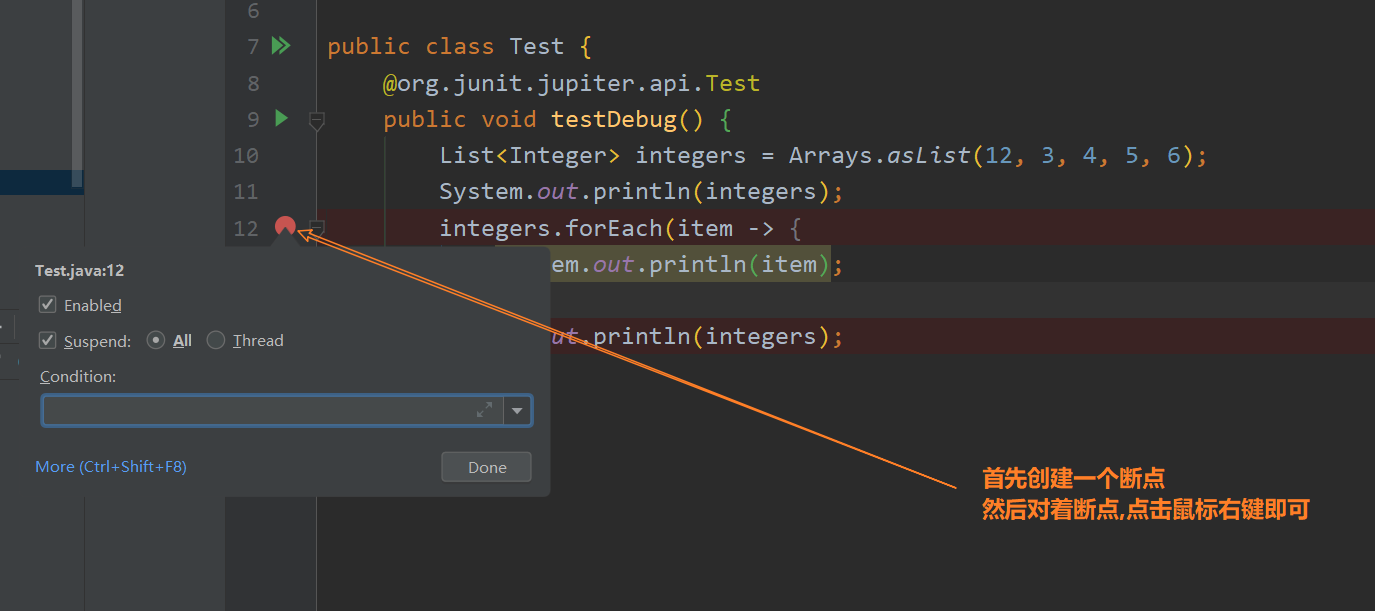 6
7 public class Test {
8 @org.junit.jupiter.api.Test
9 public void testDebug() {
10 List<Integer> integers = Arrays.asList(12, 3, 4, 5, 6);
11 System.out.println(integers);
12 integers.forEach(item -> {
em.out.println(item);
ut.println(integers);
Test.java:12
Enabled
Suspend: All Thread
Condition:
More (Ctrl+Shift+F8) Done
首先创建一个断点
然后对着断点,点击鼠标右键即可